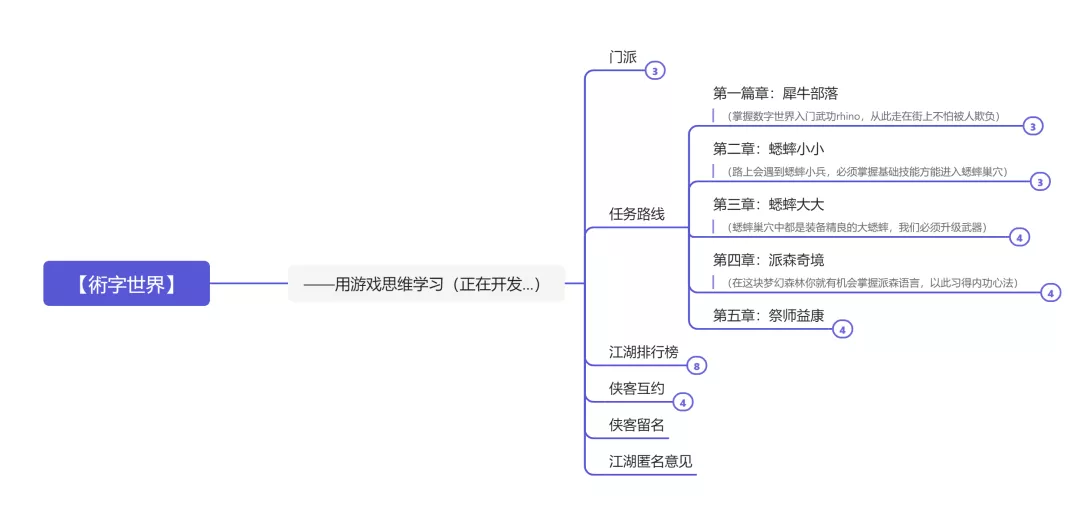 【術字世界】
——用游戏思维学习（正在开发...）
门派
3
任务路线
第一篇章：犀牛部落
（掌握数字世界入门武功rhino，从此走在街上不怕被人欺负）
3
第二章：蟋蟀小小
（路上会遇到蟋蟀小兵，必须掌握基础技能方能进入蟋蟀巢穴）
3
第三章：蟋蟀大大
（蟋蟀巢穴中都是装备精良的大蟋蟀，我们必须升级武器）
4
第四章：派森奇境
（在这块梦幻森林你就有机会掌握派森语言，以此习得内功心法）
4
第五章：祭师益康
4
江湖排行榜
8
侠客互约
4
侠客留名
江湖匿名意见